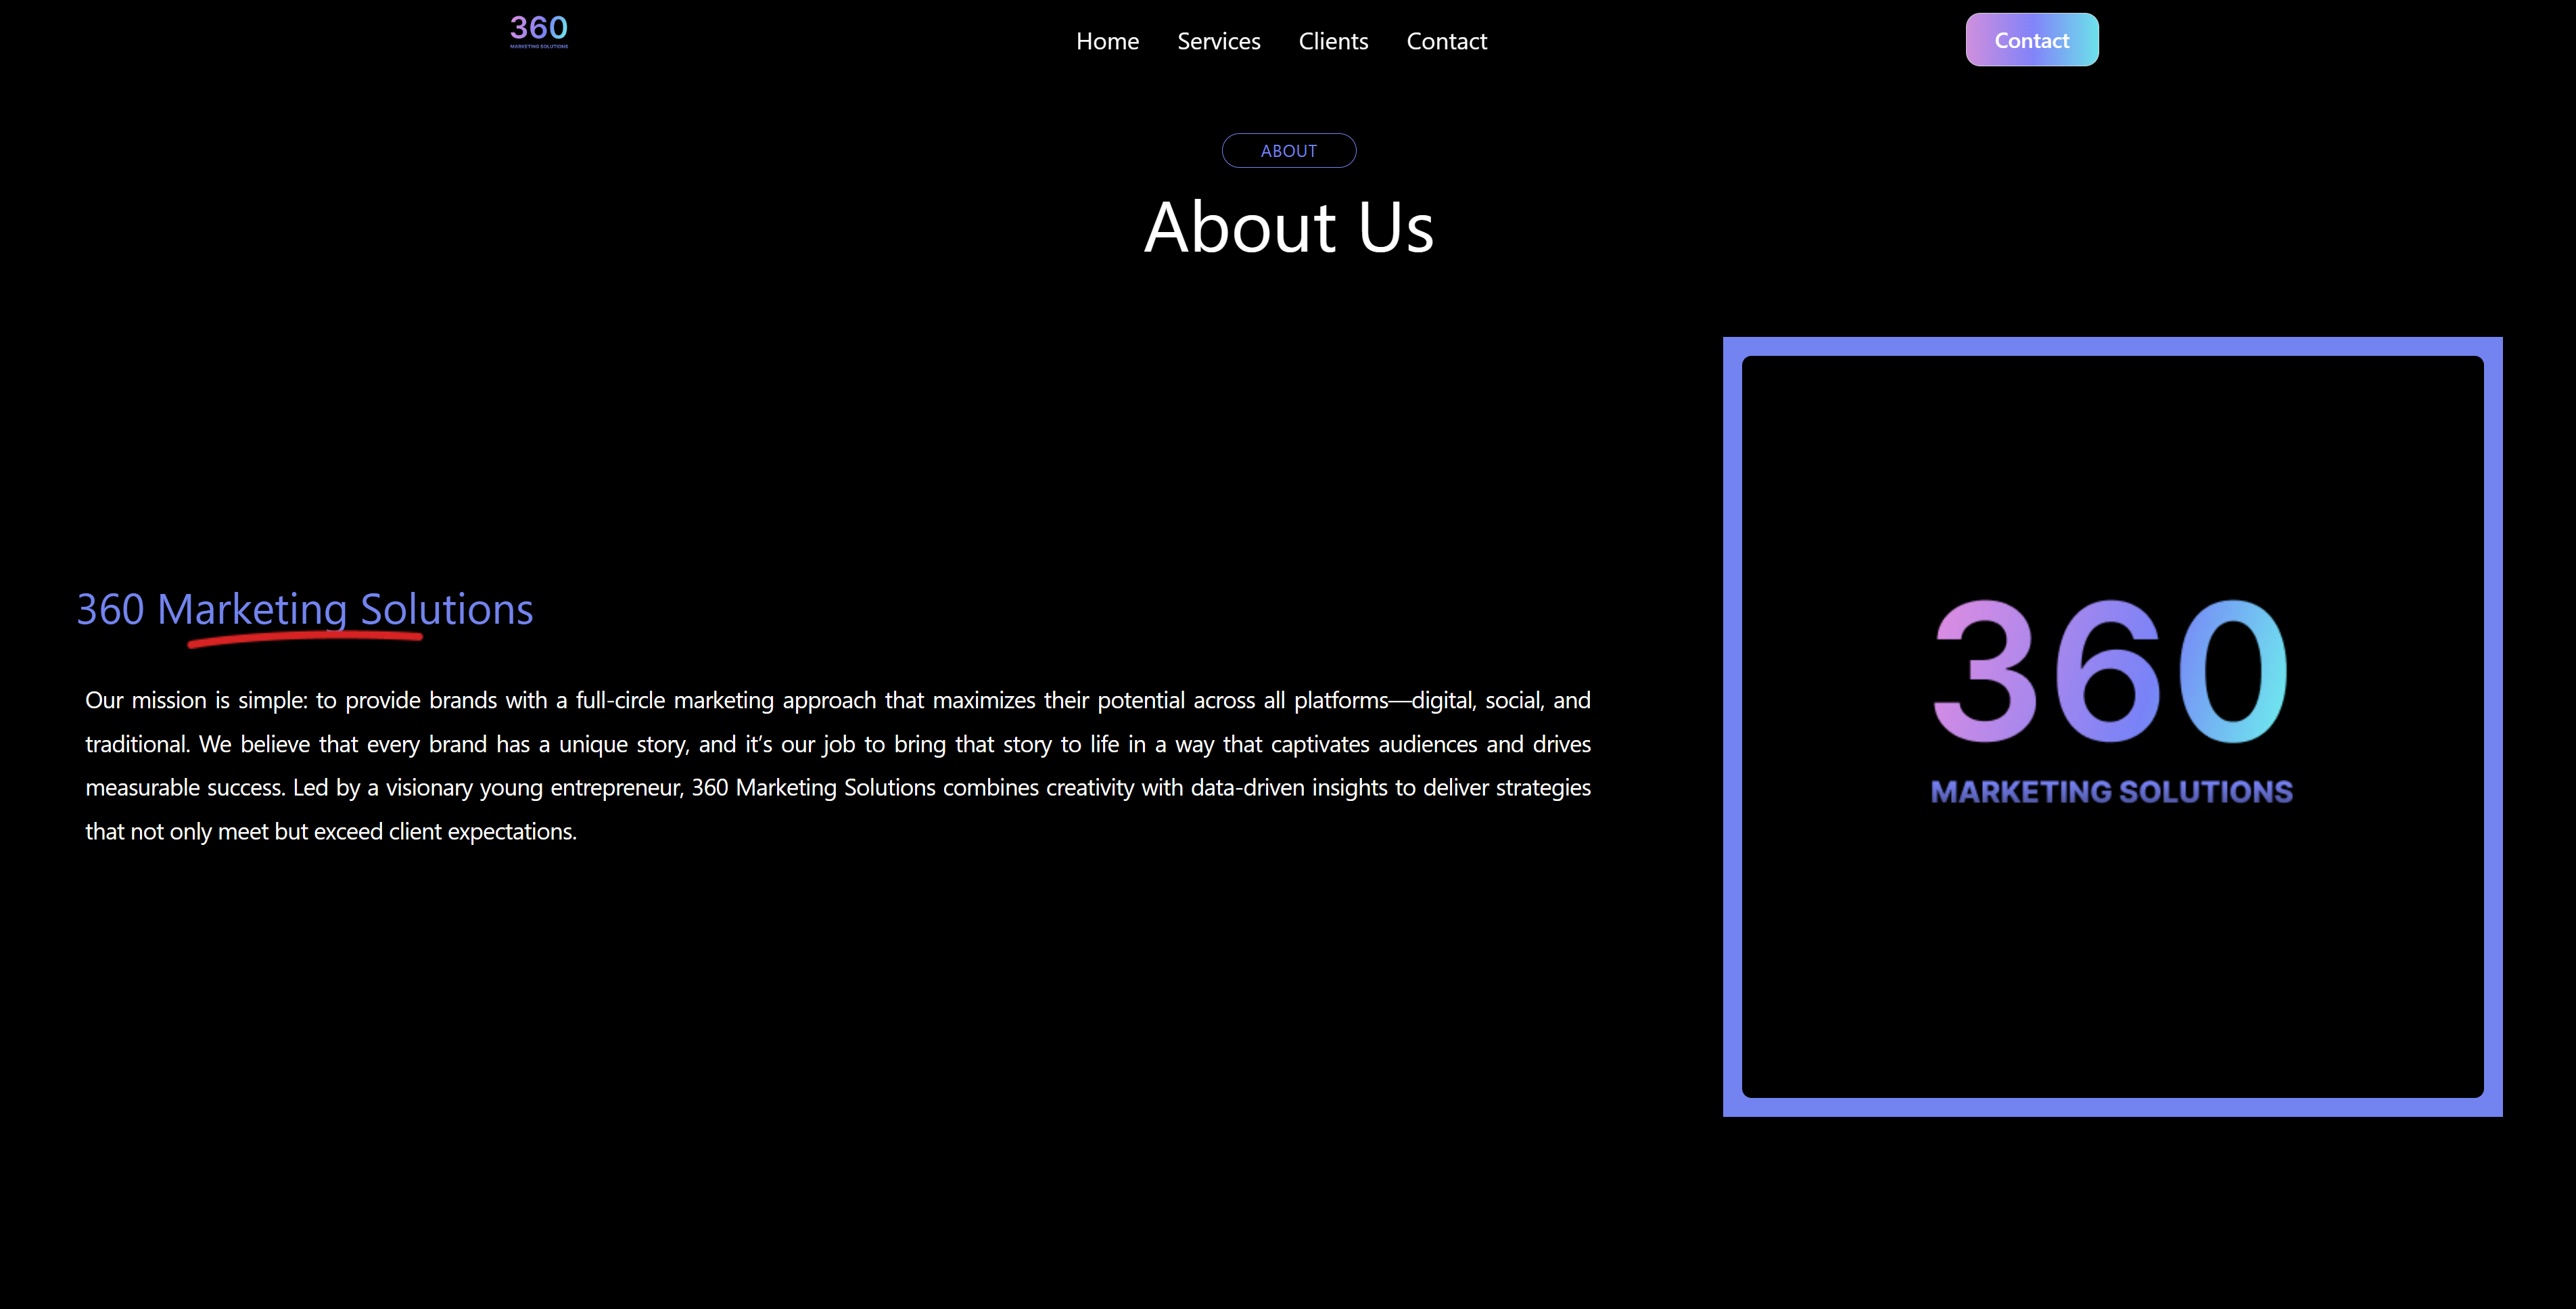 360
MARKETING SOLUTIONS
Home Services Clients Contact
Contact
ABOUT
About Us
360 Marketing Solutions
Our mission is simple: to provide brands with a full-circle marketing approach that maximizes their potential across all platforms—digital, social, and
traditional. We believe that every brand has a unique story, and it’s our job to bring that story to life in a way that captivates audiences and drives
measurable success. Led by a visionary young entrepreneur, 360 Marketing Solutions combines creativity with data-driven insights to deliver strategies
that not only meet but exceed client expectations.
360
MARKETING SOLUTIONS